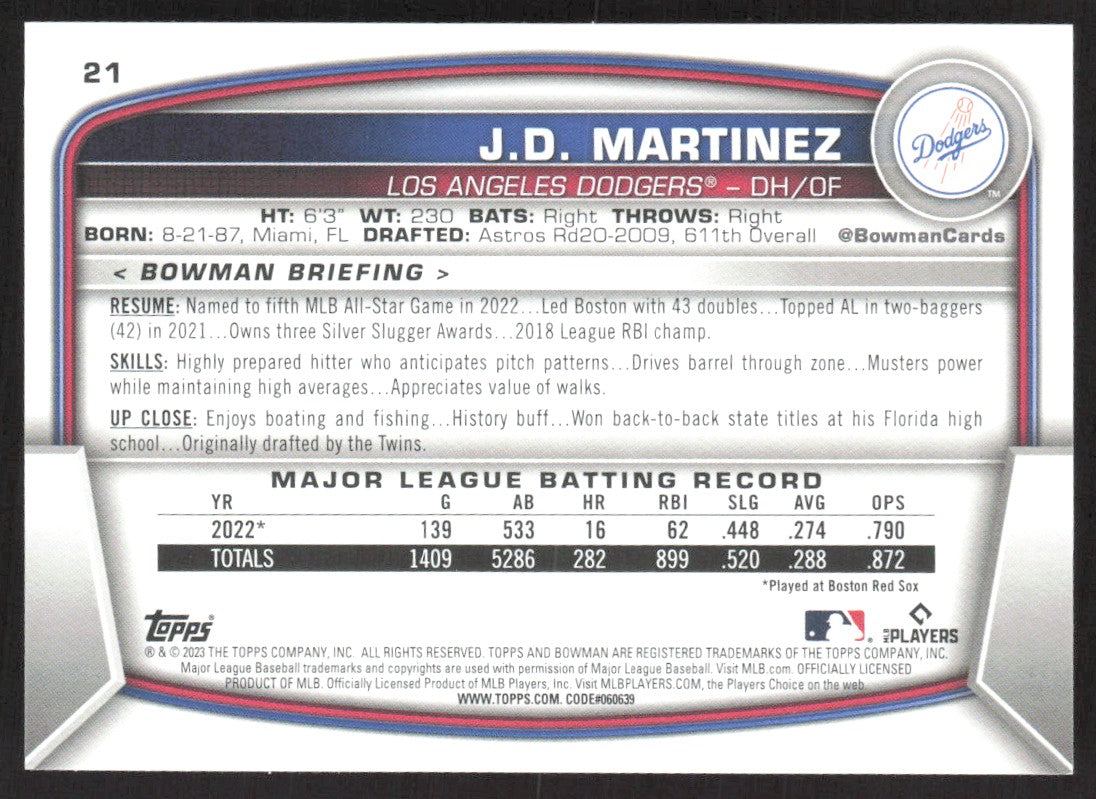 21
Dodgers
TM
J.D. MARTINEZ
LOS ANGELES DODGERS® – DH/OF
HT: 6'3" WT: 230 BATS: Right THROWS: Right
BORN: 8-21-87, Miami, FL DRAFTED: Astros Rd20-2009, 611th Overall @BowmanCards
< BOWMAN BRIEFING >
RESUME: Named to fifth MLB All-Star Game in 2022...Led Boston with 43 doubles...Topped AL in two-baggers
(42) in 2021...Owns three Silver Slugger Awards...2018 League RBI champ.
SKILLS: Highly prepared hitter who anticipates pitch patterns...Drives barrel through zone...Musters power
while maintaining high averages...Appreciates value of walks.
UP CLOSE: Enjoys boating and fishing...History buff...Won back-to-back state titles at his Florida high
school...Originally drafted by the Twins.
MAJOR LEAGUE BATTING RECORD
YR G AB HR RBI SLG AVG OPS
2022* 139 533 16 62 .448 .274 .790
TOTALS 1409 5286 282 899 .520 .288 .872
*Played at Boston Red Sox
Topps®
MLB PLAYERS
® & © 2023 THE TOPPS COMPANY, INC. ALL RIGHTS RESERVED. TOPPS AND BOWMAN ARE REGISTERED TRADEMARKS OF THE TOPPS COMPANY, INC.
Major League Baseball trademarks and copyrights are used with permission of Major League Baseball. Visit MLB.com. OFFICIALLY LICENSED
PRODUCT OF MLB. Officially Licensed Product of MLB Players, Inc. Visit MLBPLAYERS.COM, the Players Choice on the web.
WWW.TOPPS.COM. CODE#060639